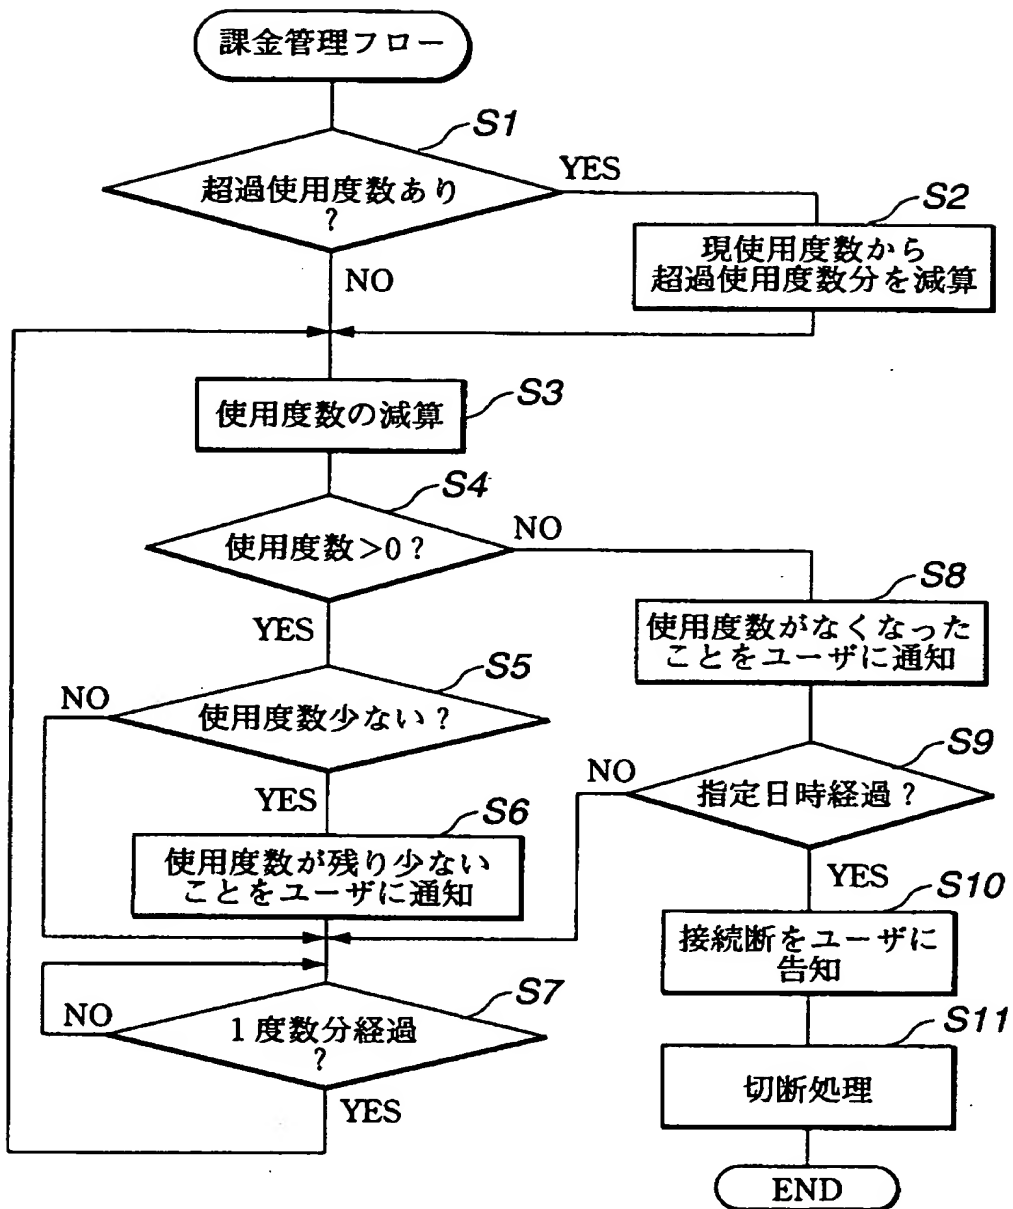 課金管理フロー
S1
超過使用度数あり
?
YES
NO
S2
現使用度数から
超過使用度数分を減算
S3
使用度数の減算
S4
使用度数>0?
NO
YES
S8
使用度数がなくなった
ことをユーザに通知
S5
使用度数少ない?
NO
YES
S9
指定日時経過?
NO
YES
S6
使用度数が残り少ない
ことをユーザに通知
S10
接続断をユーザに
告知
S7
1度数分経過
?
NO
YES
S11
切断処理
END